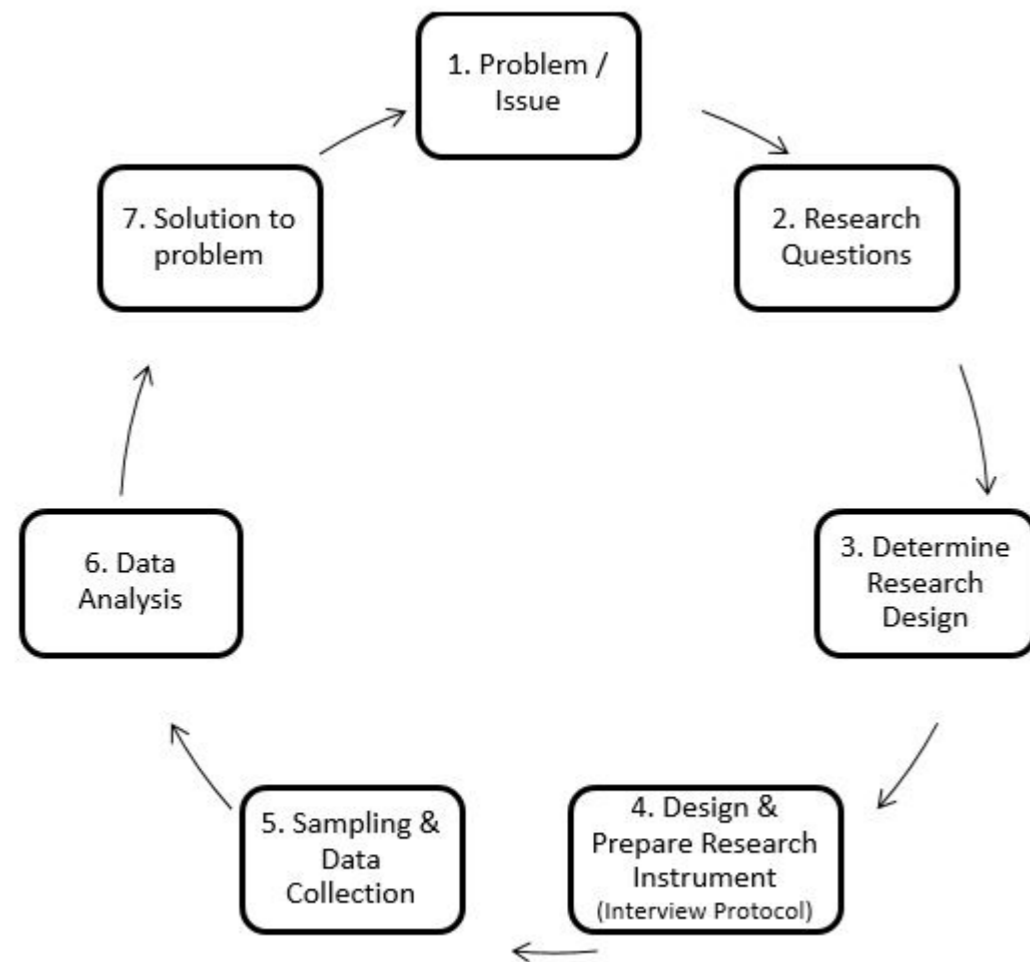 1. Problem /
Issue
2. Research
Questions
3. Determine
Research
Design
4. Design &
Prepare Research
Instrument
(Interview Protocol)
5. Sampling &
Data
Collection
6. Data
Analysis
7. Solution to
problem